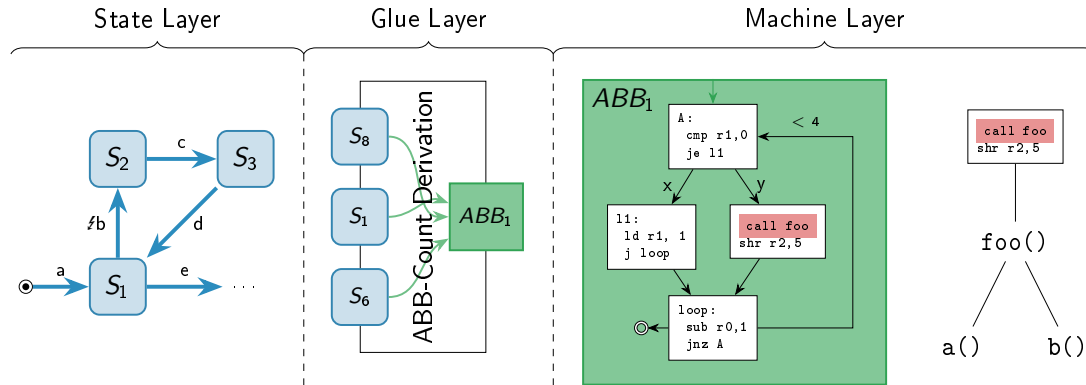 State Layer
Glue Layer
Machine Layer
S2
S3
S1
a
b
c
d
e
. . .
S8
S1
S6
ABB-Count Derivation
ABB1
ABB1
A:
cmp r1,0
je l1
< 4
x
y
l1:
ld r1, 1
j loop
call foo
shr r2,5
loop:
sub r0,1
jnz A
call foo
shr r2,5
foo()
a()
b()